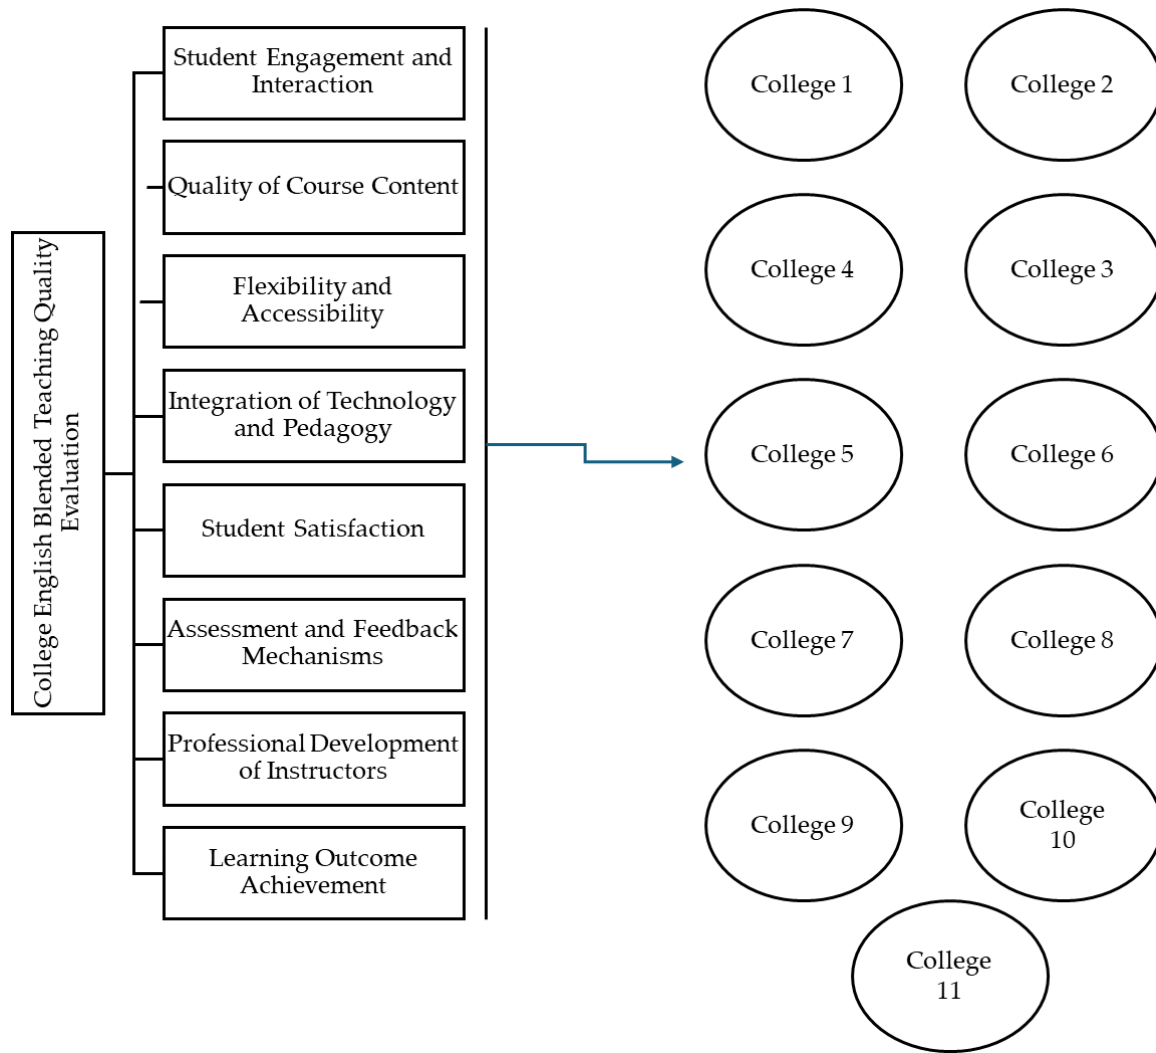 College English Blended Teaching Quality
Evaluation
Student Engagement and
Interaction
Quality of Course Content
Flexibility and
Accessibility
Integration of Technology
and Pedagogy
Student Satisfaction
Assessment and Feedback
Mechanisms
Professional Development
of Instructors
Learning Outcome
Achievement
College 1
College 2
College 4
College 3
College 5
College 6
College 7
College 8
College 9
College
10
College
11